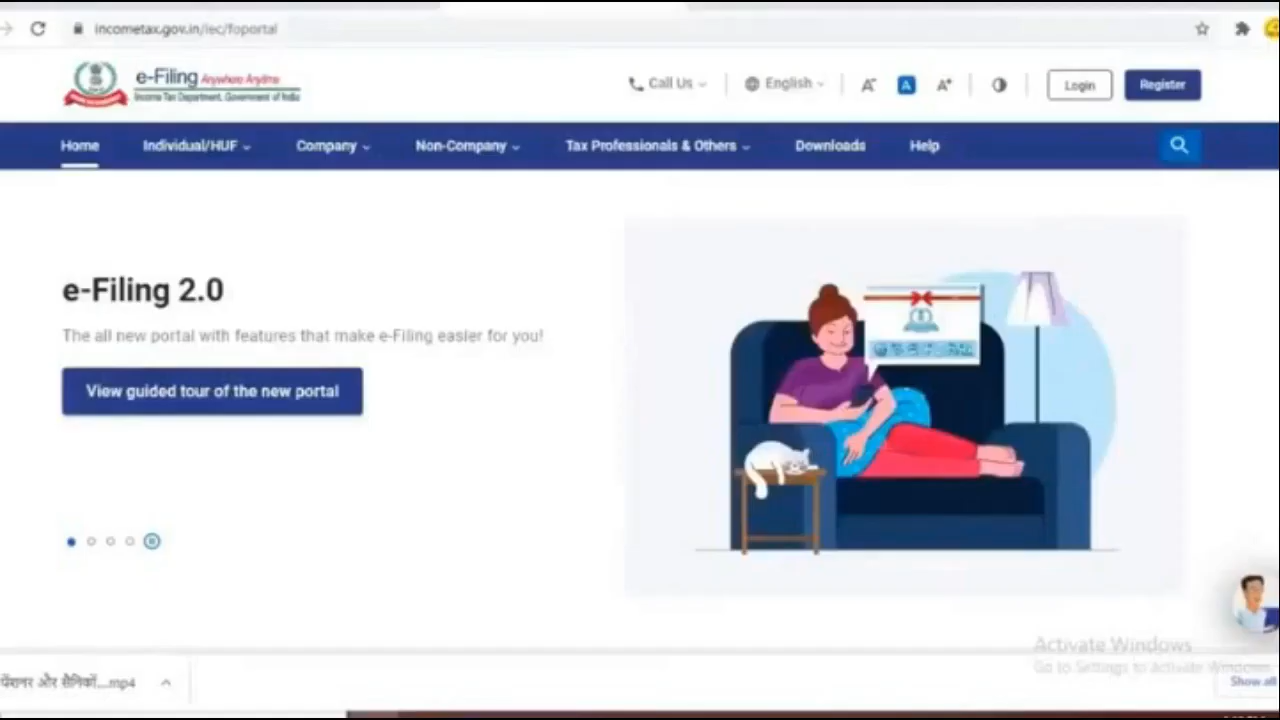 incometax.gov.in/iec/foportal
e-Filing Anywhere Anytime
Income Tax Department, Government of India
Call Us
English
A-
A
A+
Login
Register
Home
Individual/HUF
Company
Non-Company
Tax Professionals & Others
Downloads
Help
e-Filing 2.0
The all new portal with features that make e-Filing easier for you!
View guided tour of the new portal
Activate Windows
Go to Settings to activate Windows
पेंशनर और सैनिकों....mp4
Show all